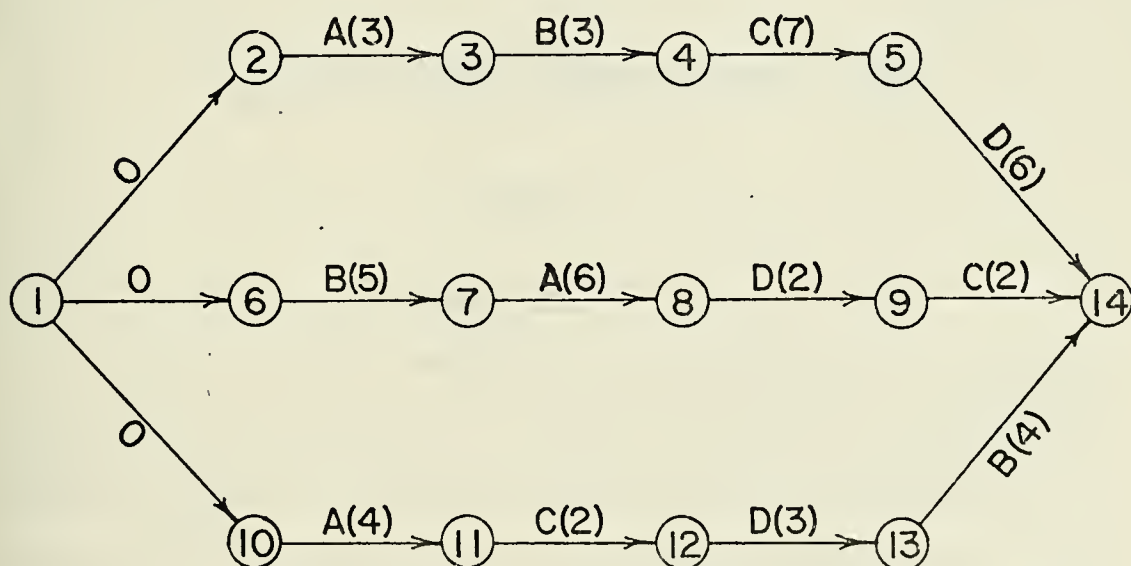 2 A(3) 3 B(3) 4 C(7) 5
0 D(6)
1 0 6 B(5) 7 A(6) 8 D(2) 9 C(2) 14
0 B(4)
10 A(4) 11 C(2) 12 D(3) 13